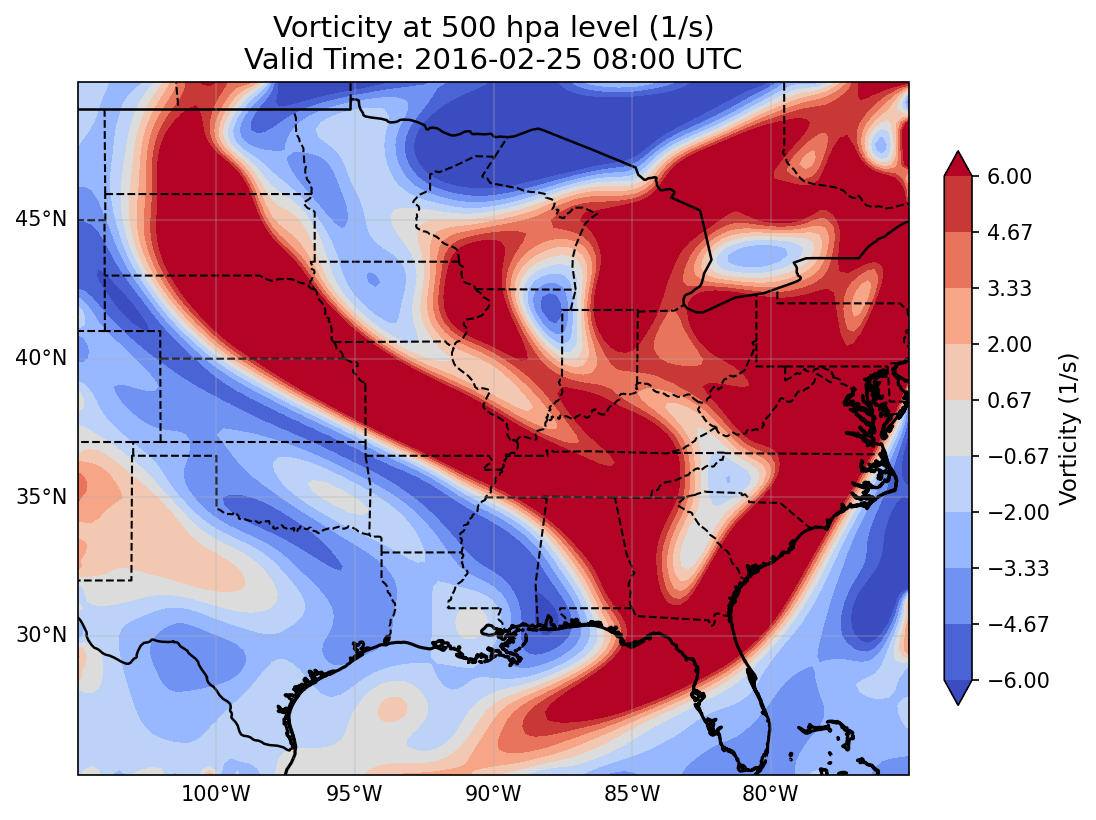 Vorticity at 500 hpa level (1/s)
Valid Time: 2016-02-25 08:00 UTC
45°N
40°N
35°N
30°N
100°W
95°W
90°W
85°W
80°W
6.00
4.67
3.33
2.00
0.67
−0.67
−2.00
−3.33
−4.67
−6.00
Vorticity (1/s)